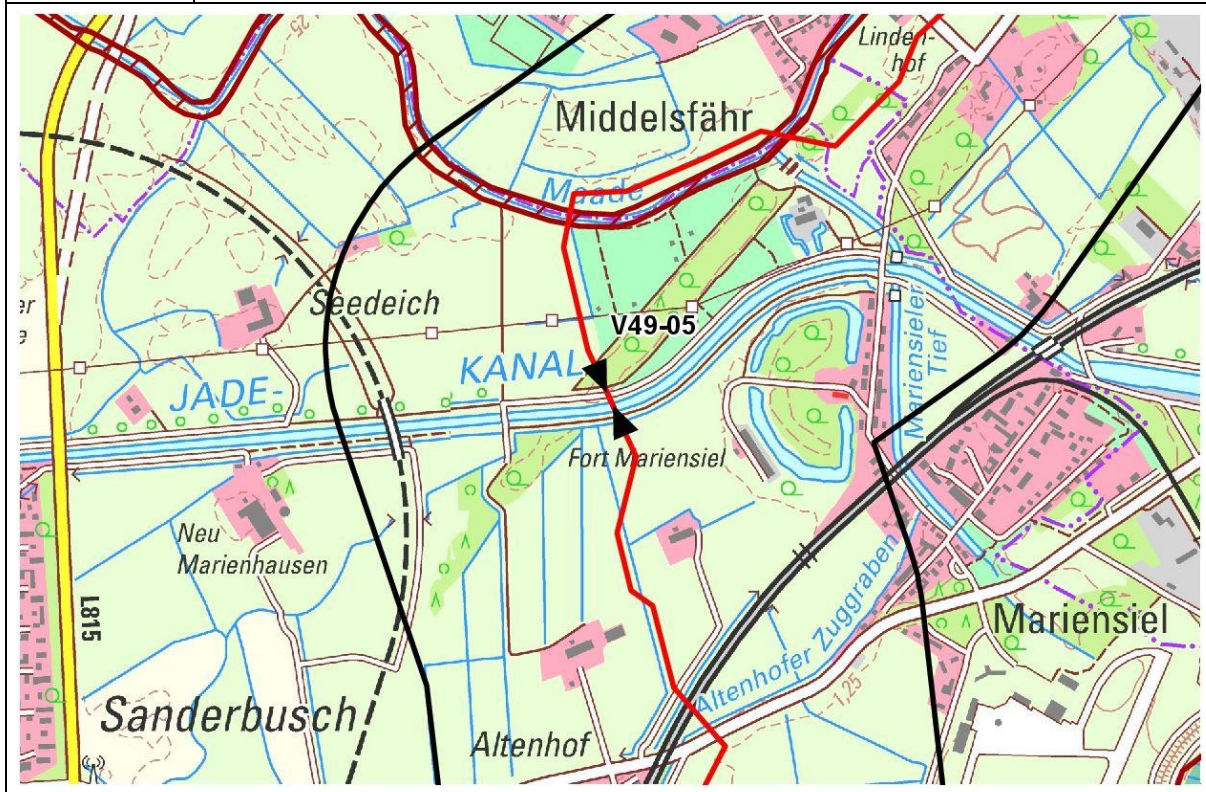 25
Linden-
hof
Middelsfähr
Maade
Seedeich
V49-05
JADE-
KANAL
Mariensieler
Tief
Fort Mariensiel
Neu
Marienhausen
L815
Altenhofer Zuggraben
Mariensiel
1,25
Sanderbusch
Altenhof